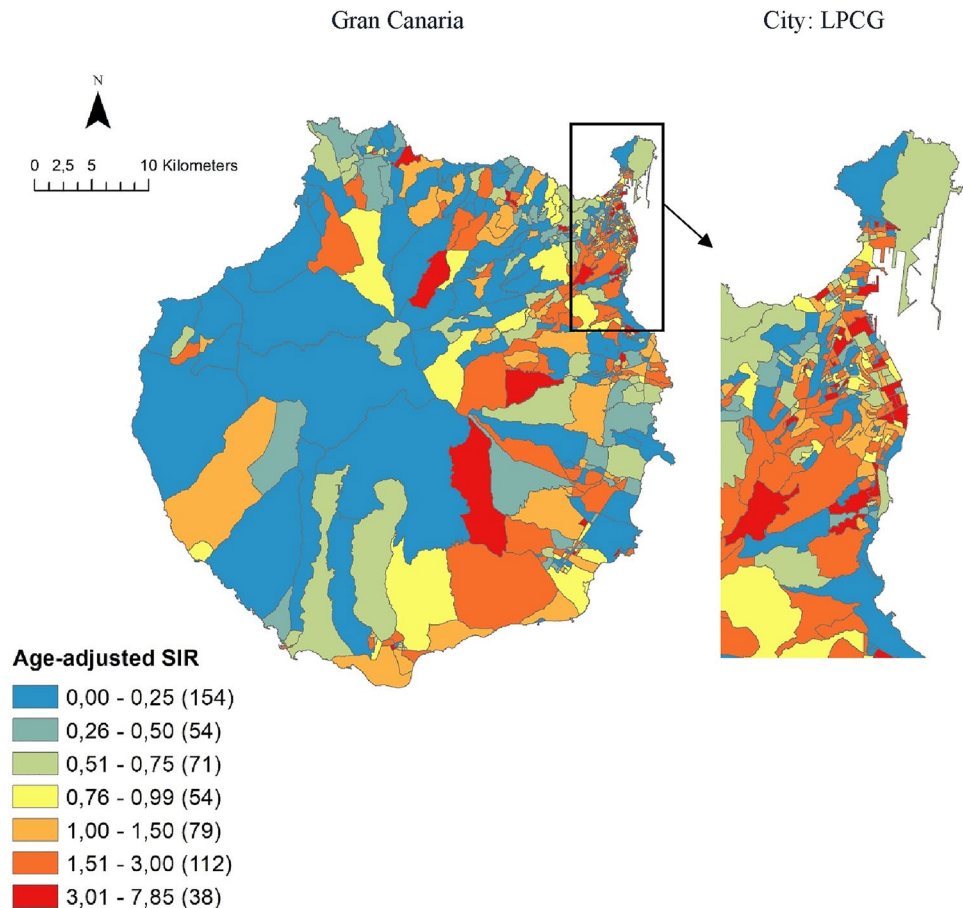 Gran Canaria
City: LPCG
N
0 2,5 5 10 Kilometers
Age-adjusted SIR
0,00 - 0,25 (154)
0,26 - 0,50 (54)
0,51 - 0,75 (71)
0,76 - 0,99 (54)
1,00 - 1,50 (79)
1,51 - 3,00 (112)
3,01 - 7,85 (38)